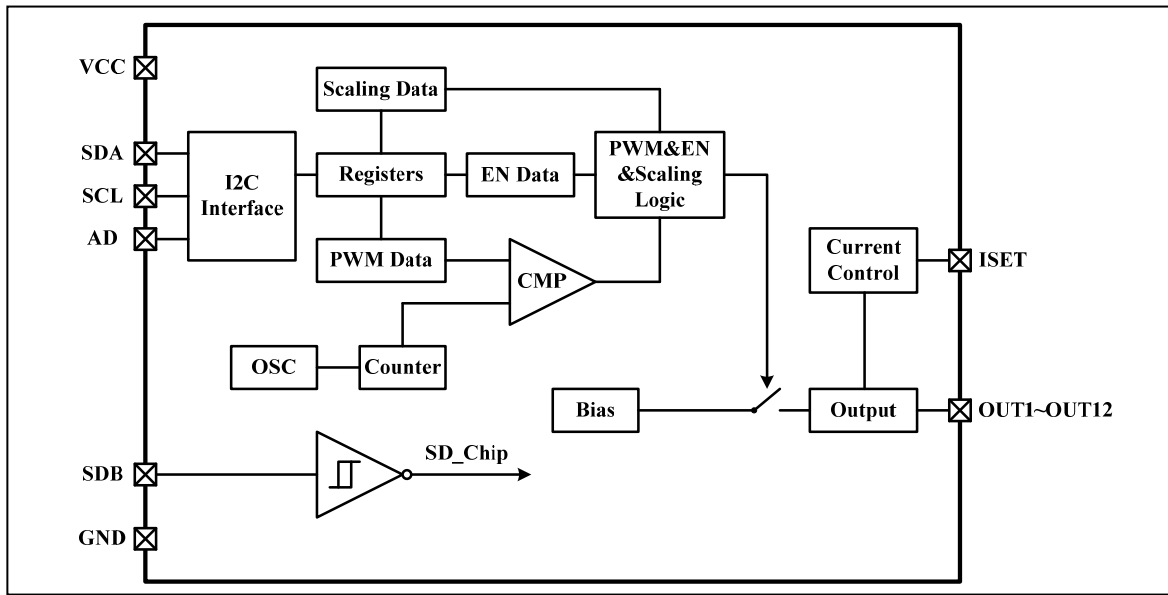 VCC
Scaling Data
SDA
SCL
AD
I2C
Interface
Registers
EN Data
PWM&EN
&Scaling
Logic
PWM Data
CMP
Current
Control
ISET
OSC
Counter
Bias
Output
OUT1~OUT12
SDB
SD_Chip
GND